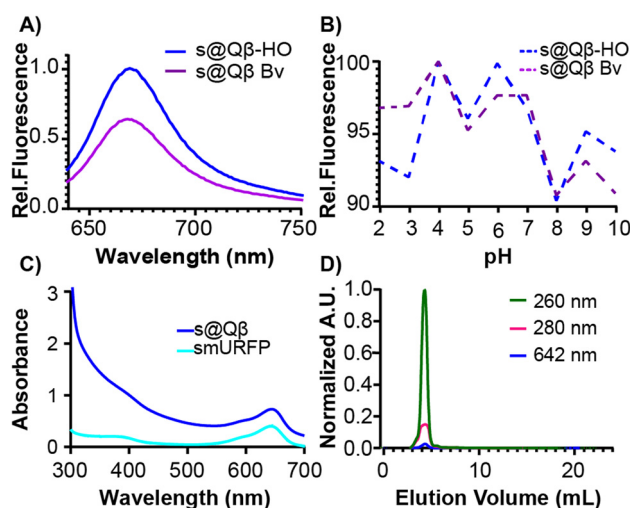 A)
s@Qβ-HO
s@Qβ Bv
Rel.Fluorescence
1.0
0.5
0.0
650
700
750
Wavelength (nm)
B)
s@Qβ-HO
s@Qβ Bv
Rel.Fluorescence
100
95
90
2 3 4 5 6 7 8 9 10
pH
C)
s@Qβ
smURFP
Absorbance
3
2
1
0
300 400 500 600 700
Wavelength (nm)
D)
260 nm
280 nm
642 nm
Normalized A.U.
1.0
0.8
0.6
0.4
0.2
0.0
0 10 20
Elution Volume (mL)